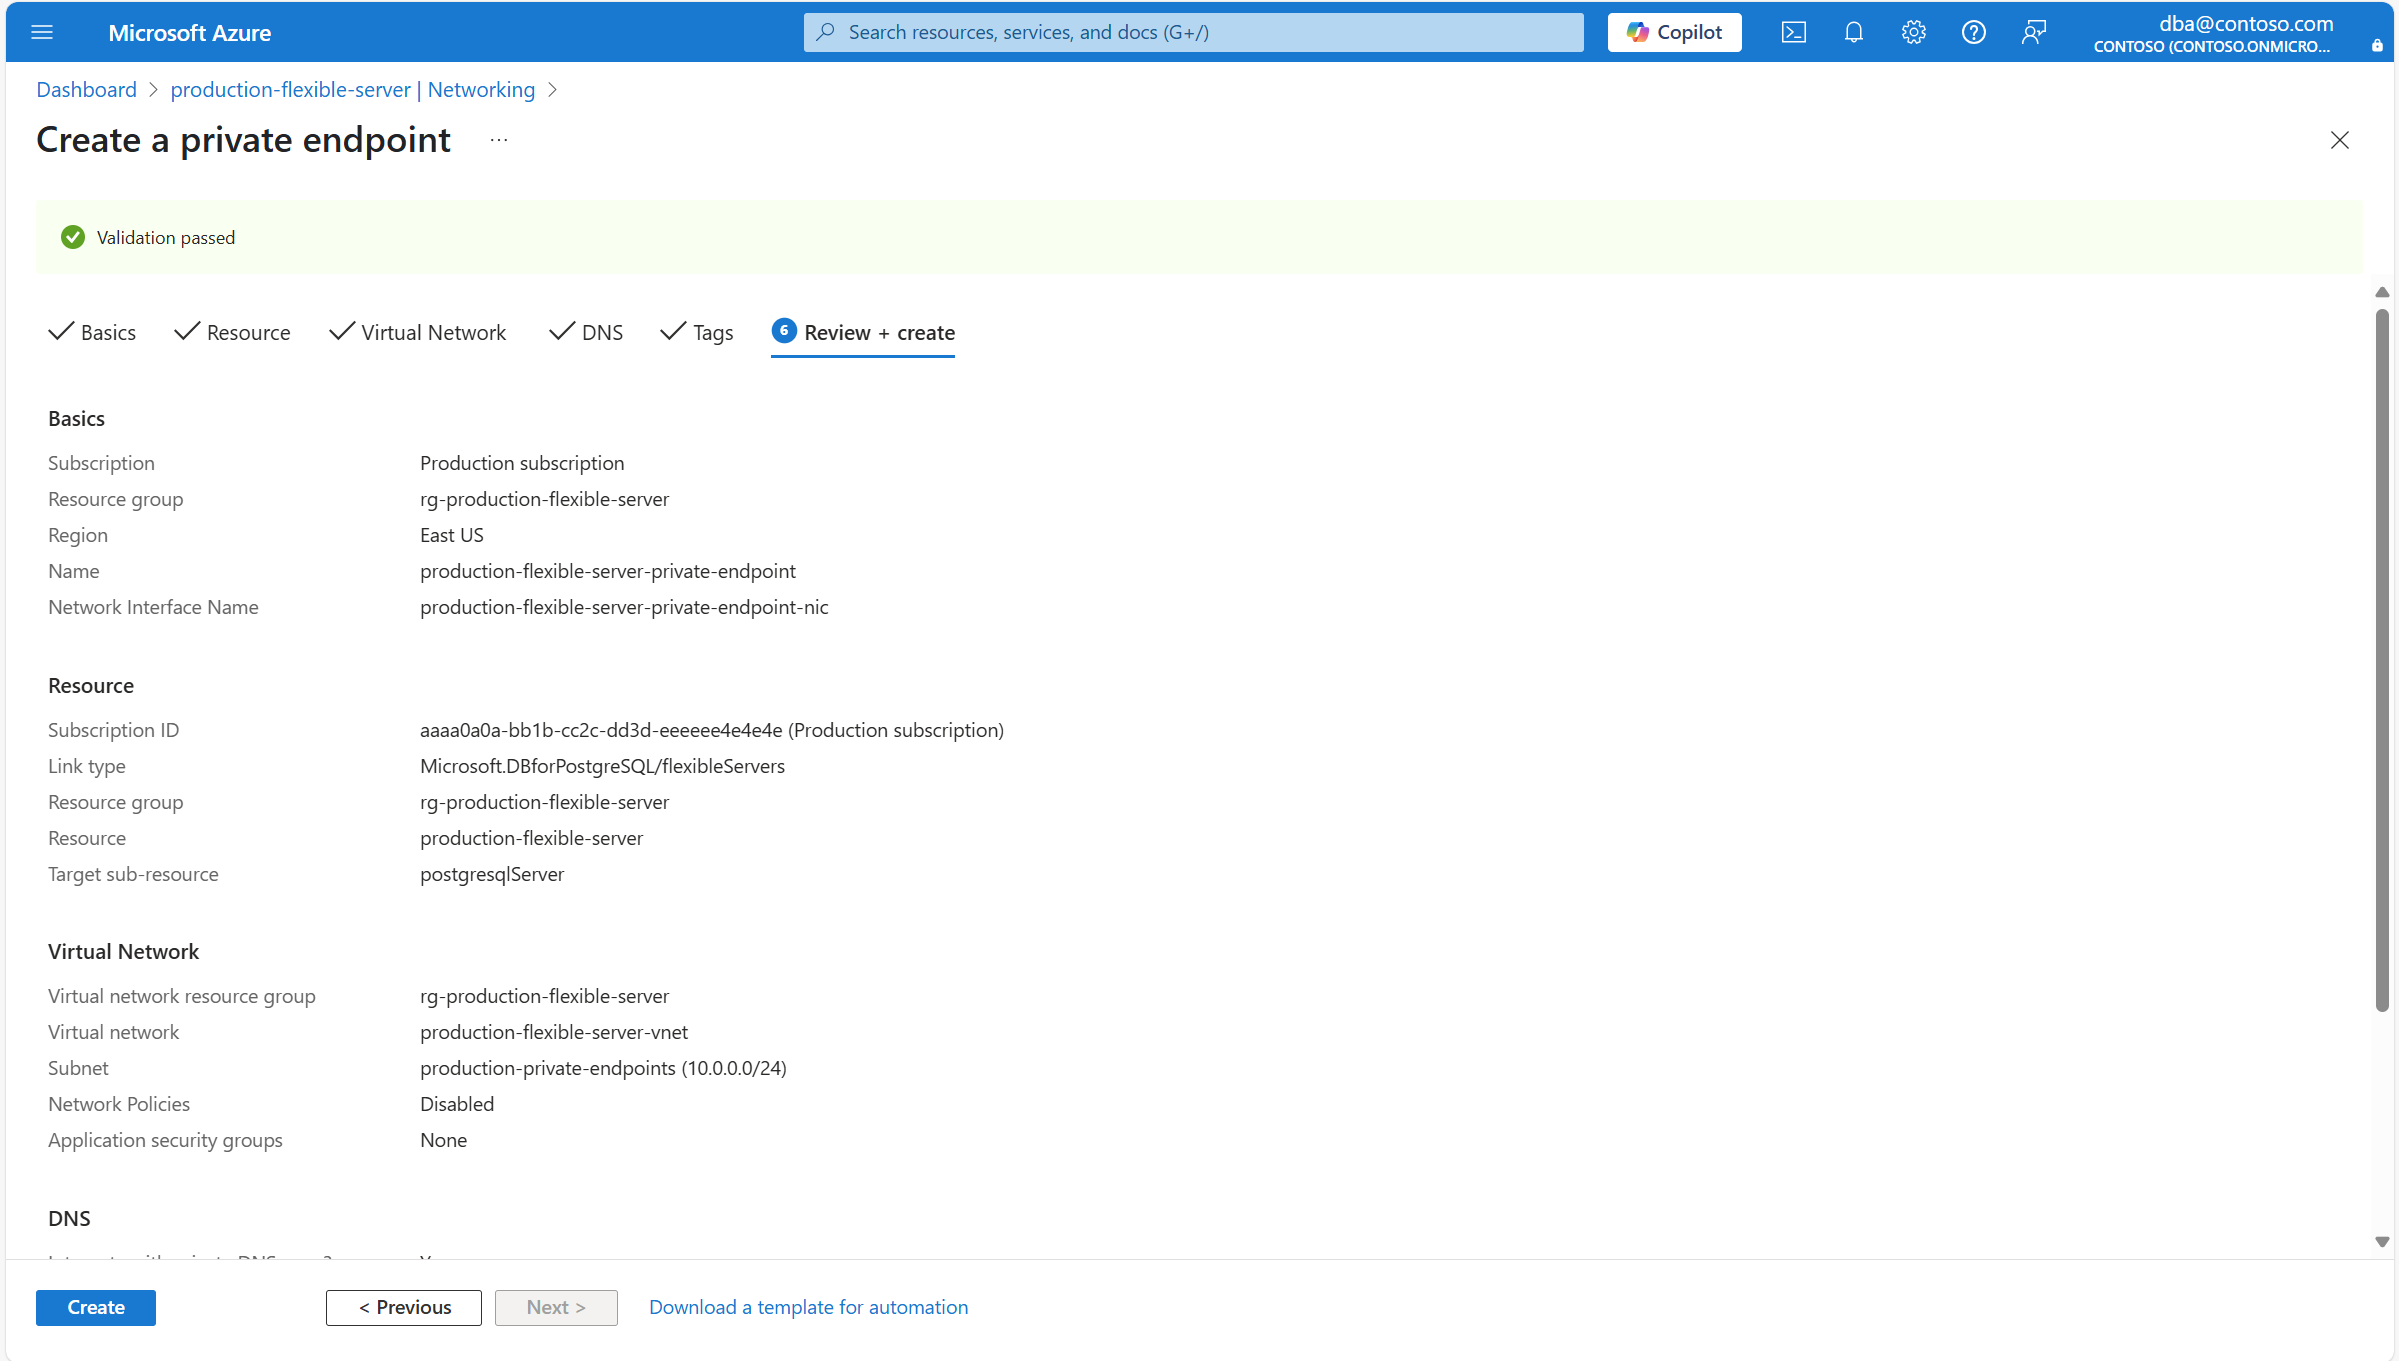 Microsoft Azure
Search resources, services, and docs (G+/)
Copilot
dba@contoso.com
CONTOSO (CONTOSO.ONMICRO...
Dashboard > production-flexible-server | Networking >
Create a private endpoint ...
Validation passed
Basics Resource Virtual Network DNS Tags 6 Review + create
Basics
Subscription Production subscription
Resource group rg-production-flexible-server
Region East US
Name production-flexible-server-private-endpoint
Network Interface Name production-flexible-server-private-endpoint-nic
Resource
Subscription ID aaaa0a0a-bb1b-cc2c-dd3d-eeeeee4e4e4e (Production subscription)
Link type Microsoft.DBforPostgreSQL/flexibleServers
Resource group rg-production-flexible-server
Resource production-flexible-server
Target sub-resource postgresqlServer
Virtual Network
Virtual network resource group rg-production-flexible-server
Virtual network production-flexible-server-vnet
Subnet production-private-endpoints (10.0.0.0/24)
Network Policies Disabled
Application security groups None
DNS
Create < Previous Next > Download a template for automation